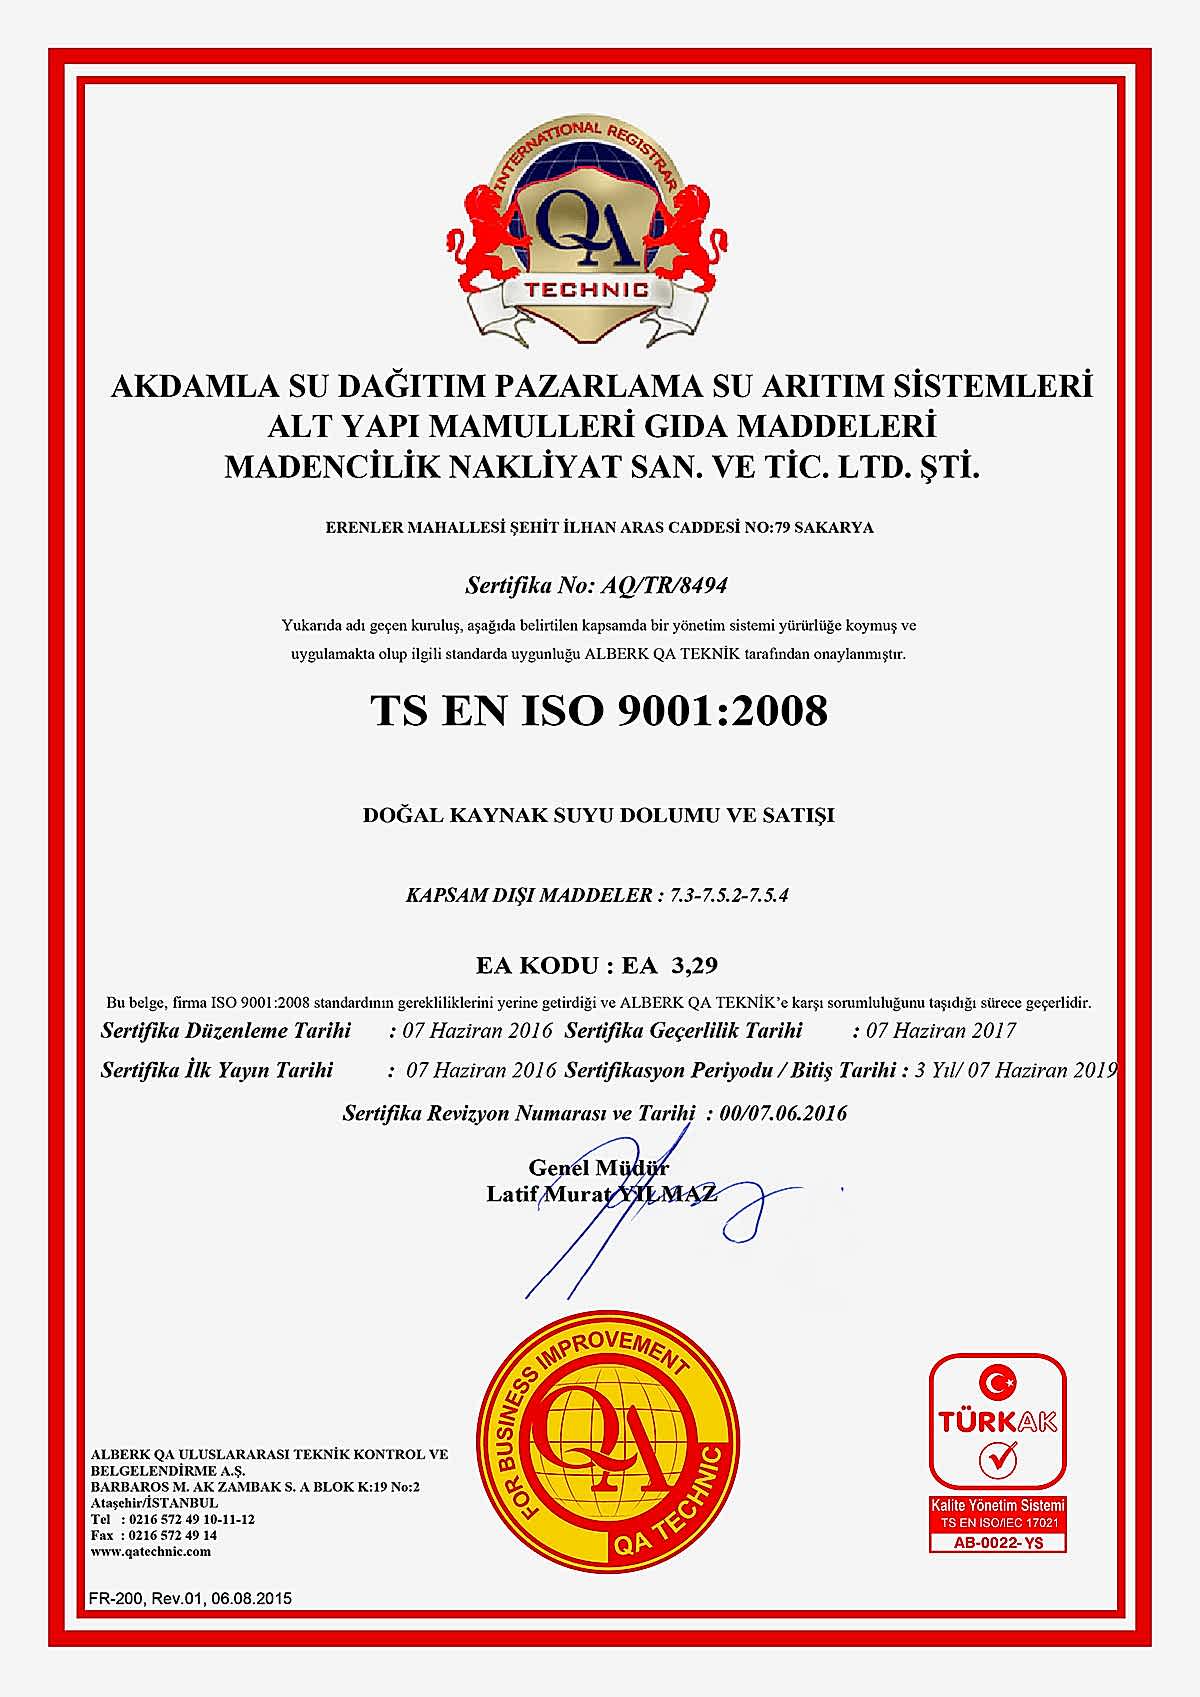 INTERNATIONAL REGISTRAR
QA
TECHNIC
AKDAMLA SU DAĞITIM PAZARLAMA SU ARITIM SİSTEMLERİ
ALT YAPI MAMULLERİ GIDA MADDELERİ
MADENCİLİK NAKLİYAT SAN. VE TİC. LTD. ŞTİ.
ERENLER MAHALLESİ ŞEHİT İLHAN ARAS CADDESİ NO:79 SAKARYA
Sertifika No: AQ/TR/8494
Yukarıda adı geçen kuruluş, aşağıda belirtilen kapsamda bir yönetim sistemi yürürlüğe koymuş ve
uygulamakta olup ilgili standarda uygunluğu ALBERK QA TEKNİK tarafından onaylanmıştır.
TS EN ISO 9001:2008
DOĞAL KAYNAK SUYU DOLUMU VE SATIŞI
KAPSAM DIŞI MADDELER : 7.3-7.5.2-7.5.4
EA KODU : EA 3,29
Bu belge, firma ISO 9001:2008 standardının gerekliliklerini yerine getirdiği ve ALBERK QA TEKNİK’e karşı sorumluluğunu taşıdığı sürece geçerlidir.
Sertifika Düzenleme Tarihi : 07 Haziran 2016 Sertifika Geçerlilik Tarihi : 07 Haziran 2017
Sertifika İlk Yayın Tarihi : 07 Haziran 2016 Sertifikasyon Periyodu / Bitiş Tarihi : 3 Yıl/ 07 Haziran 2019
Sertifika Revizyon Numarası ve Tarihi : 00/07.06.2016
Genel Müdür
Latif Murat YILMAZ
FOR BUSINESS IMPROVEMENT
QA
QA TECHNIC
TÜRKAK
Kalite Yönetim Sistemi
TS EN ISO/IEC 17021
AB-0022-YS
ALBERK QA ULUSLARARASI TEKNİK KONTROL VE
BELGELENDİRME A.Ş.
BARBAROS M. AK ZAMBAK S. A BLOK K:19 No:2
Ataşehir/İSTANBUL
Tel : 0216 572 49 10-11-12
Fax : 0216 572 49 14
www.qatechnic.com
FR-200, Rev.01, 06.08.2015